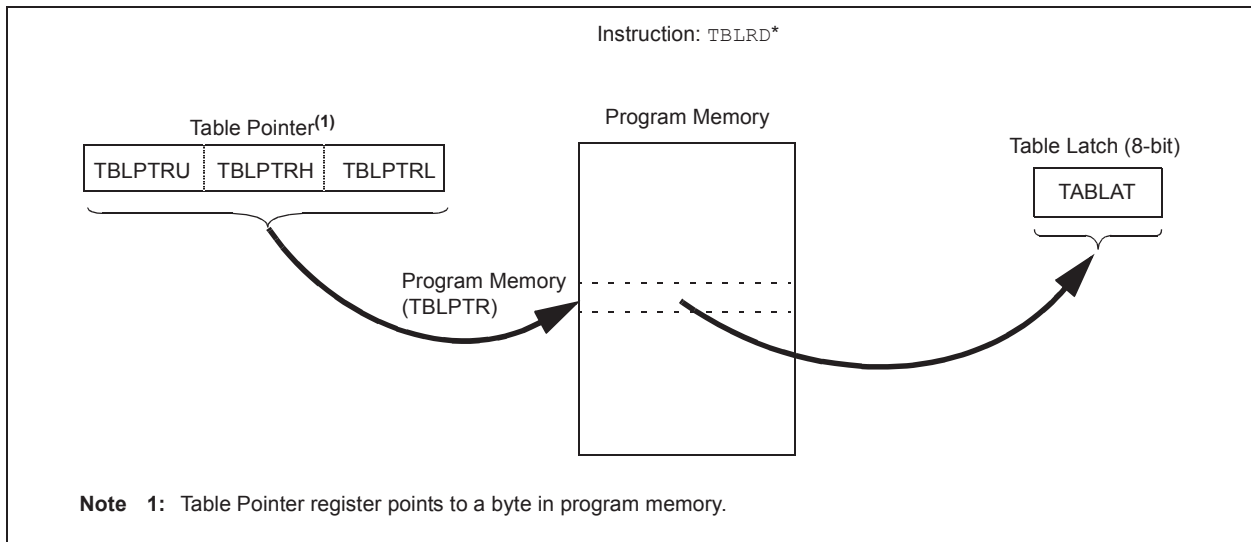 Instruction: TBLRD*
Table Pointer(1)
Program Memory
Table Latch (8-bit)
TBLPTRU TBLPTRH TBLPTRL
TABLAT
Program Memory
(TBLPTR)
Note 1: Table Pointer register points to a byte in program memory.